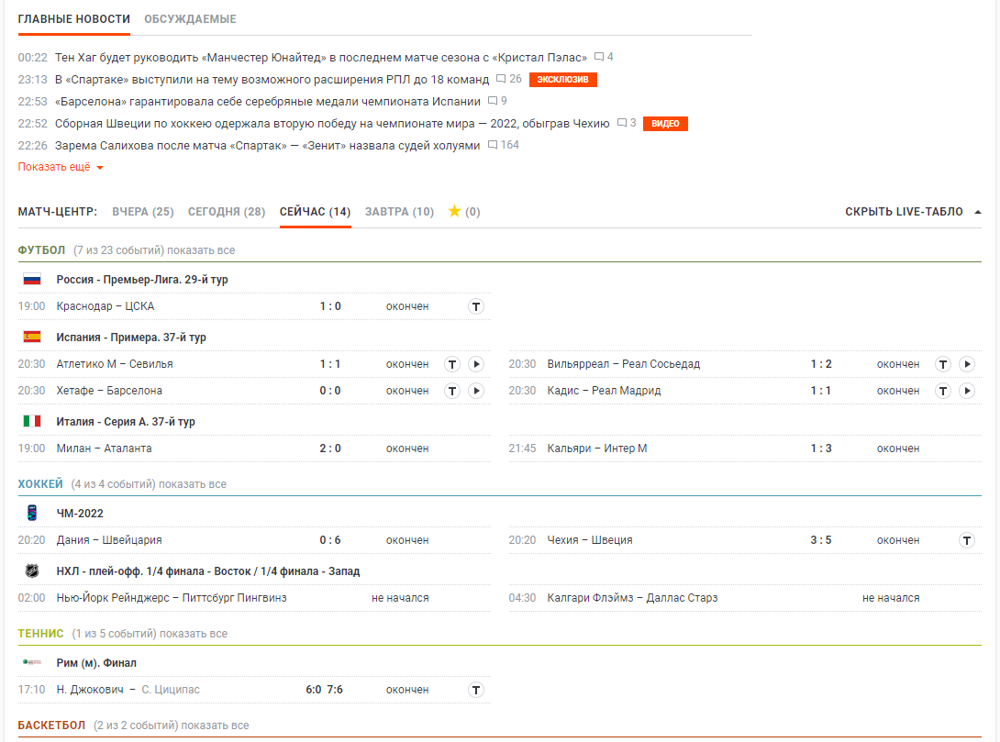 ГЛАВНЫЕ НОВОСТИ ОБСУЖДАЕМЫЕ
00:22 Тен Хаг будет руководить «Манчестер Юнайтед» в последнем матче сезона с «Кристал Пэлас» 4
23:13 В «Спартаке» выступили на тему возможного расширения РПЛ до 18 команд 26 ЭКСКЛЮЗИВ
22:53 «Барселона» гарантировала себе серебряные медали чемпионата Испании 9
22:52 Сборная Швеции по хоккею одержала вторую победу на чемпионате мира — 2022, обыграв Чехию 3 ВИДЕО
22:26 Зарема Салихова после матча «Спартак» — «Зенит» назвала судей холуями 164
Показать ещё
МАТЧ-ЦЕНТР: ВЧЕРА (25) СЕГОДНЯ (28) СЕЙЧАС (14) ЗАВТРА (10) (0) СКРЫТЬ LIVE-ТАБЛО
ФУТБОЛ (7 из 23 событий) показать все
Россия - Премьер-Лига. 29-й тур
19:00 Краснодар – ЦСКА 1 : 0 окончен T
Испания - Примера. 37-й тур
20:30 Атлетико М – Севилья 1 : 1 окончен T 20:30 Вильярреал – Реал Сосьедад 1 : 2 окончен T
20:30 Хетафе – Барселона 0 : 0 окончен T 20:30 Кадис – Реал Мадрид 1 : 1 окончен T
Италия - Серия А. 37-й тур
19:00 Милан – Аталанта 2 : 0 окончен 21:45 Кальяри – Интер М 1 : 3 окончен
ХОККЕЙ (4 из 4 событий) показать все
ЧМ-2022
20:20 Дания – Швейцария 0 : 6 окончен 20:20 Чехия – Швеция 3 : 5 окончен T
НХЛ - плей-офф. 1/4 финала - Восток / 1/4 финала - Запад
02:00 Нью-Йорк Рейнджерс – Питтсбург Пингвинз не начался 04:30 Калгари Флэймз – Даллас Старз не начался
ТЕННИС (1 из 5 событий) показать все
Рим (м). Финал
17:10 Н. Джокович – С. Циципас 6:0 7:6 окончен T
БАСКЕТБОЛ (2 из 2 событий) показать все